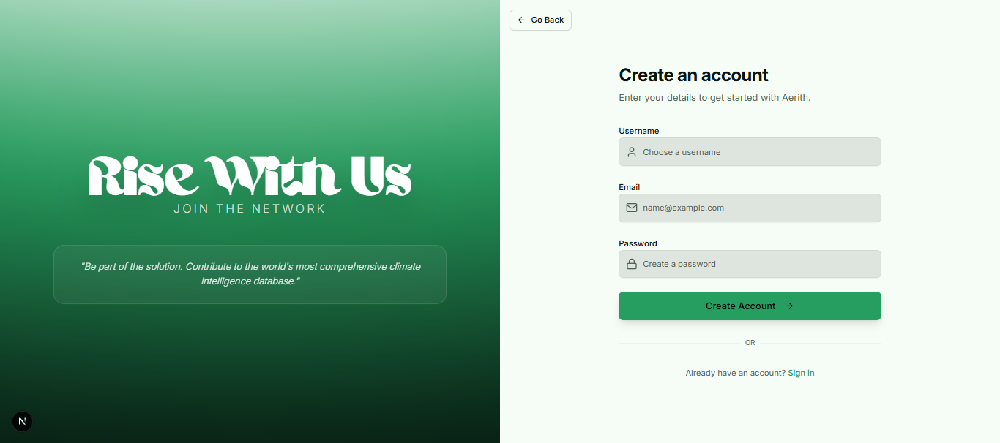 Rise With Us
JOIN THE NETWORK
"Be part of the solution. Contribute to the world's most comprehensive climate
intelligence database."
N
Go Back
Create an account
Enter your details to get started with Aerith.
Username
Choose a username
Email
name@example.com
Password
Create a password
Create Account
OR
Already have an account? Sign in